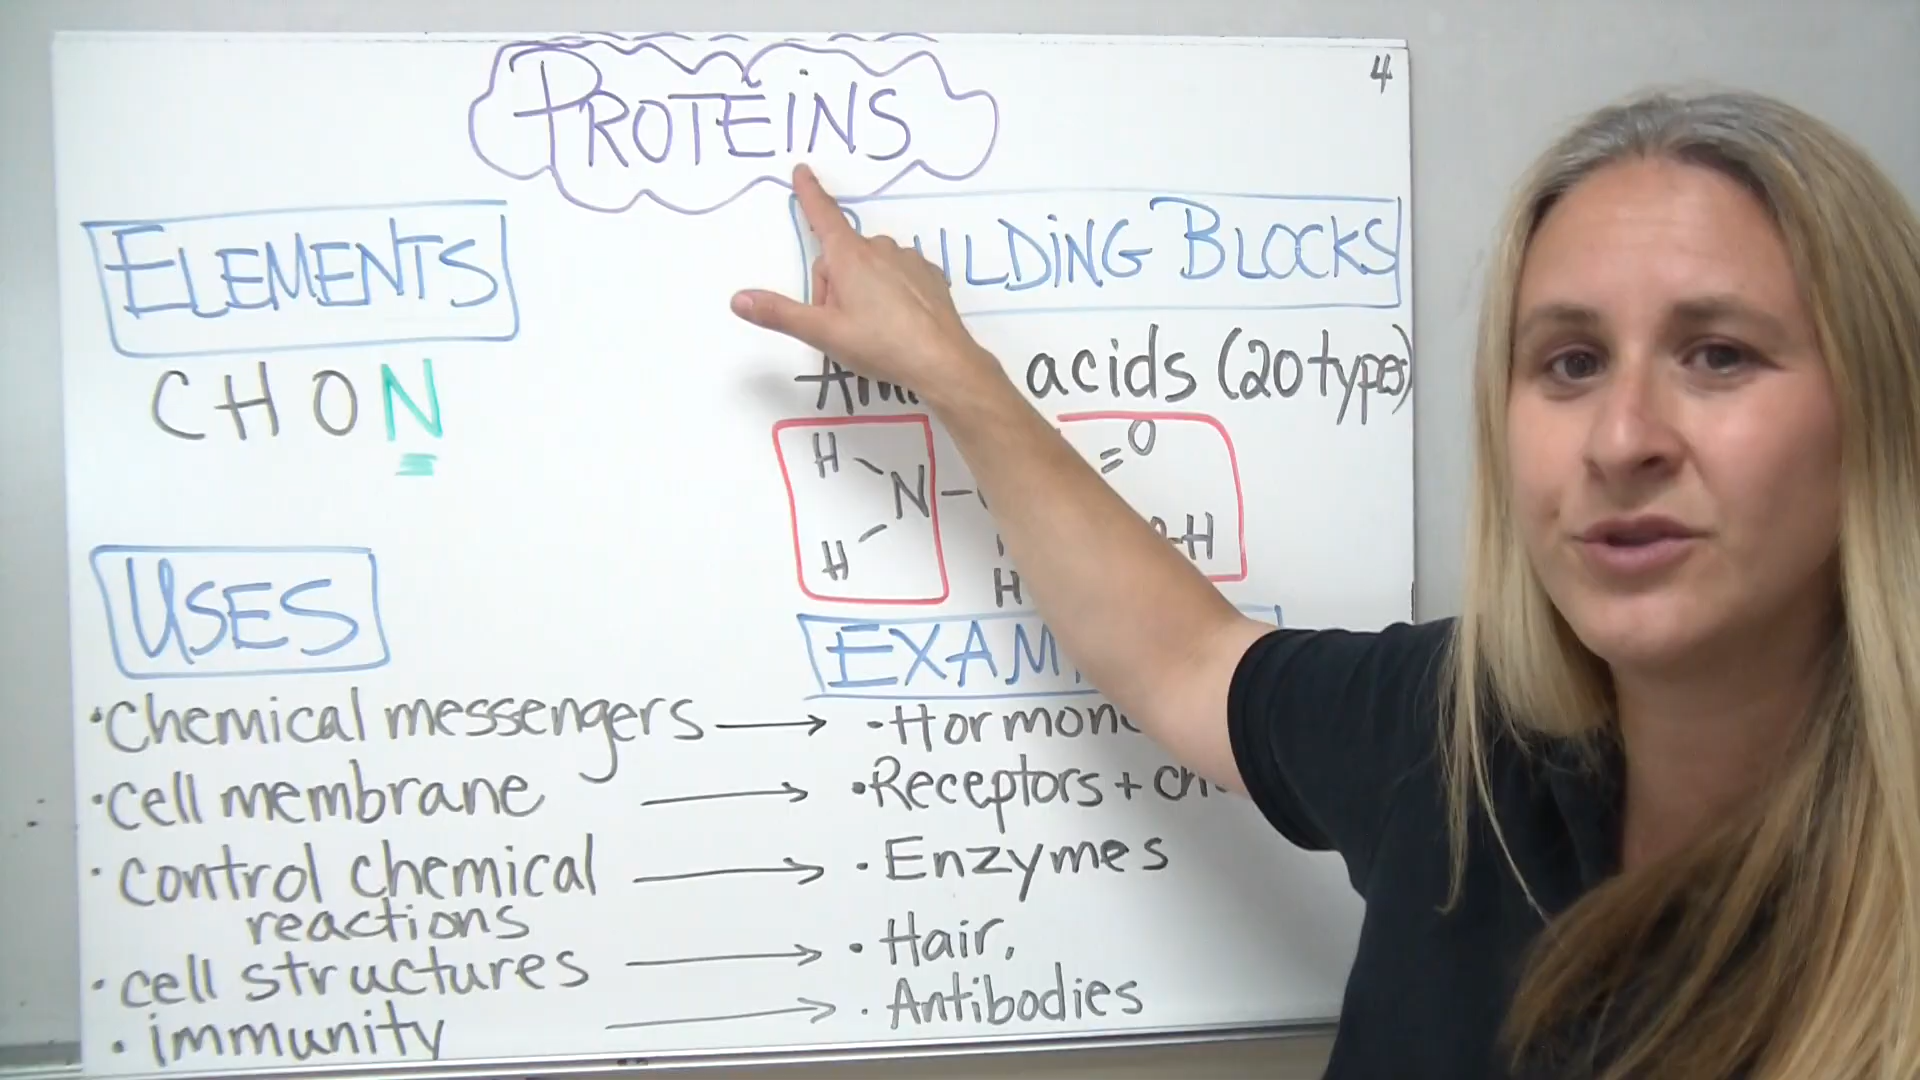 PROTEINS
4
ELEMENTS
CHON
BUILDING BLOCKS
acids (20 types)
H
N
H
O
H
H
USES
EXAM
•Chemical messengers → •Hormon
•cell membrane → •Receptors + ch
•control chemical → •Enzymes
reactions
•cell structures → •Hair,
•immunity → •Antibodies